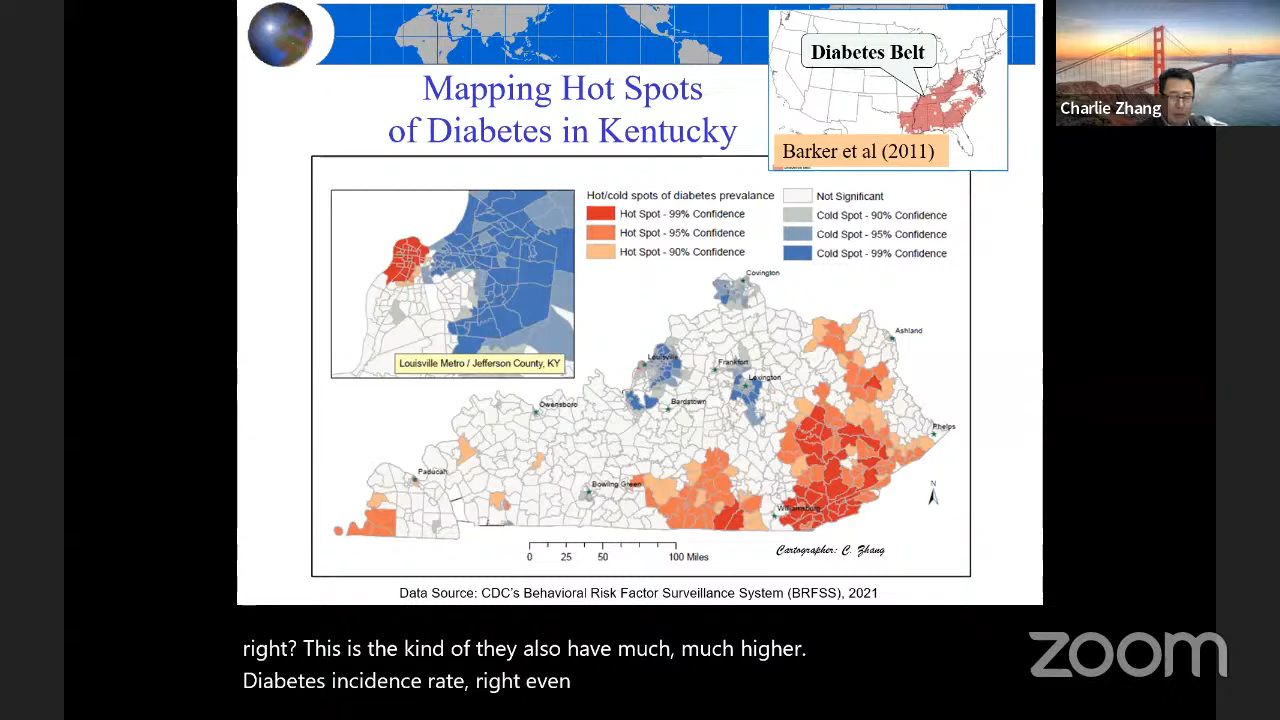 Diabetes Belt
Mapping Hot Spots
of Diabetes in Kentucky
Barker et al (2011)
Charlie Zhang
Hot/cold spots of diabetes prevalance
Hot Spot - 99% Confidence
Hot Spot - 95% Confidence
Hot Spot - 90% Confidence
Not Significant
Cold Spot - 90% Confidence
Cold Spot - 95% Confidence
Cold Spot - 99% Confidence
Louisville Metro / Jefferson County, KY
Covington
Ashland
Louisville
Frankfort
Lexington
Owensboro
Bardstown
Phelps
Paducah
Bowling Green
Williamsburg
N
0 25 50 100 Miles
Cartographer: C. Zhang
Data Source: CDC's Behavioral Risk Factor Surveillance System (BRFSS), 2021
right? This is the kind of they also have much, much higher.
Diabetes incidence rate, right even
zoom